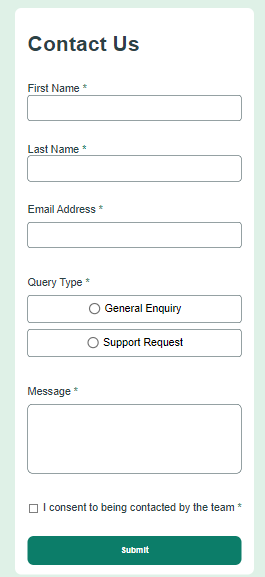 Contact Us
First Name *
Last Name *
Email Address *
Query Type *
General Enquiry
Support Request
Message *
I consent to being contacted by the team *
Submit